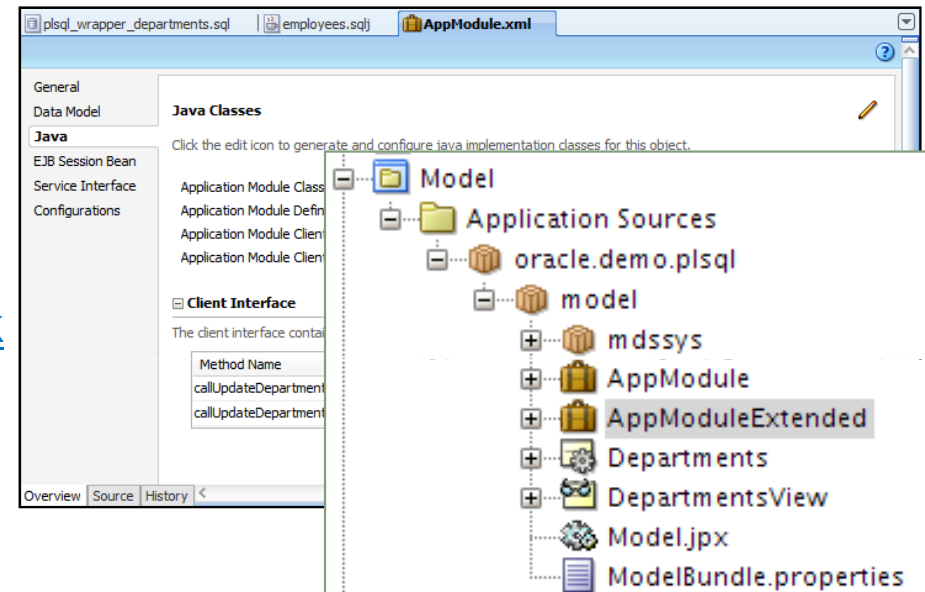 plsql_wrapper_departments.sql
employees.sqlj
AppModule.xml
General
Data Model
Java
EJB Session Bean
Service Interface
Configurations
Java Classes
Click the edit icon to generate and configure java implementation classes for this object.
Application Module Class
Application Module Defin
Application Module Client
Application Module Client
Client Interface
The client interface contai
Method Name
callUpdateDepartment
callUpdateDepartment
Overview Source History
Model
Application Sources
oracle.demo.plsql
model
mdssys
AppModule
AppModuleExtended
Departments
DepartmentsView
Model.jpx
ModelBundle.properties